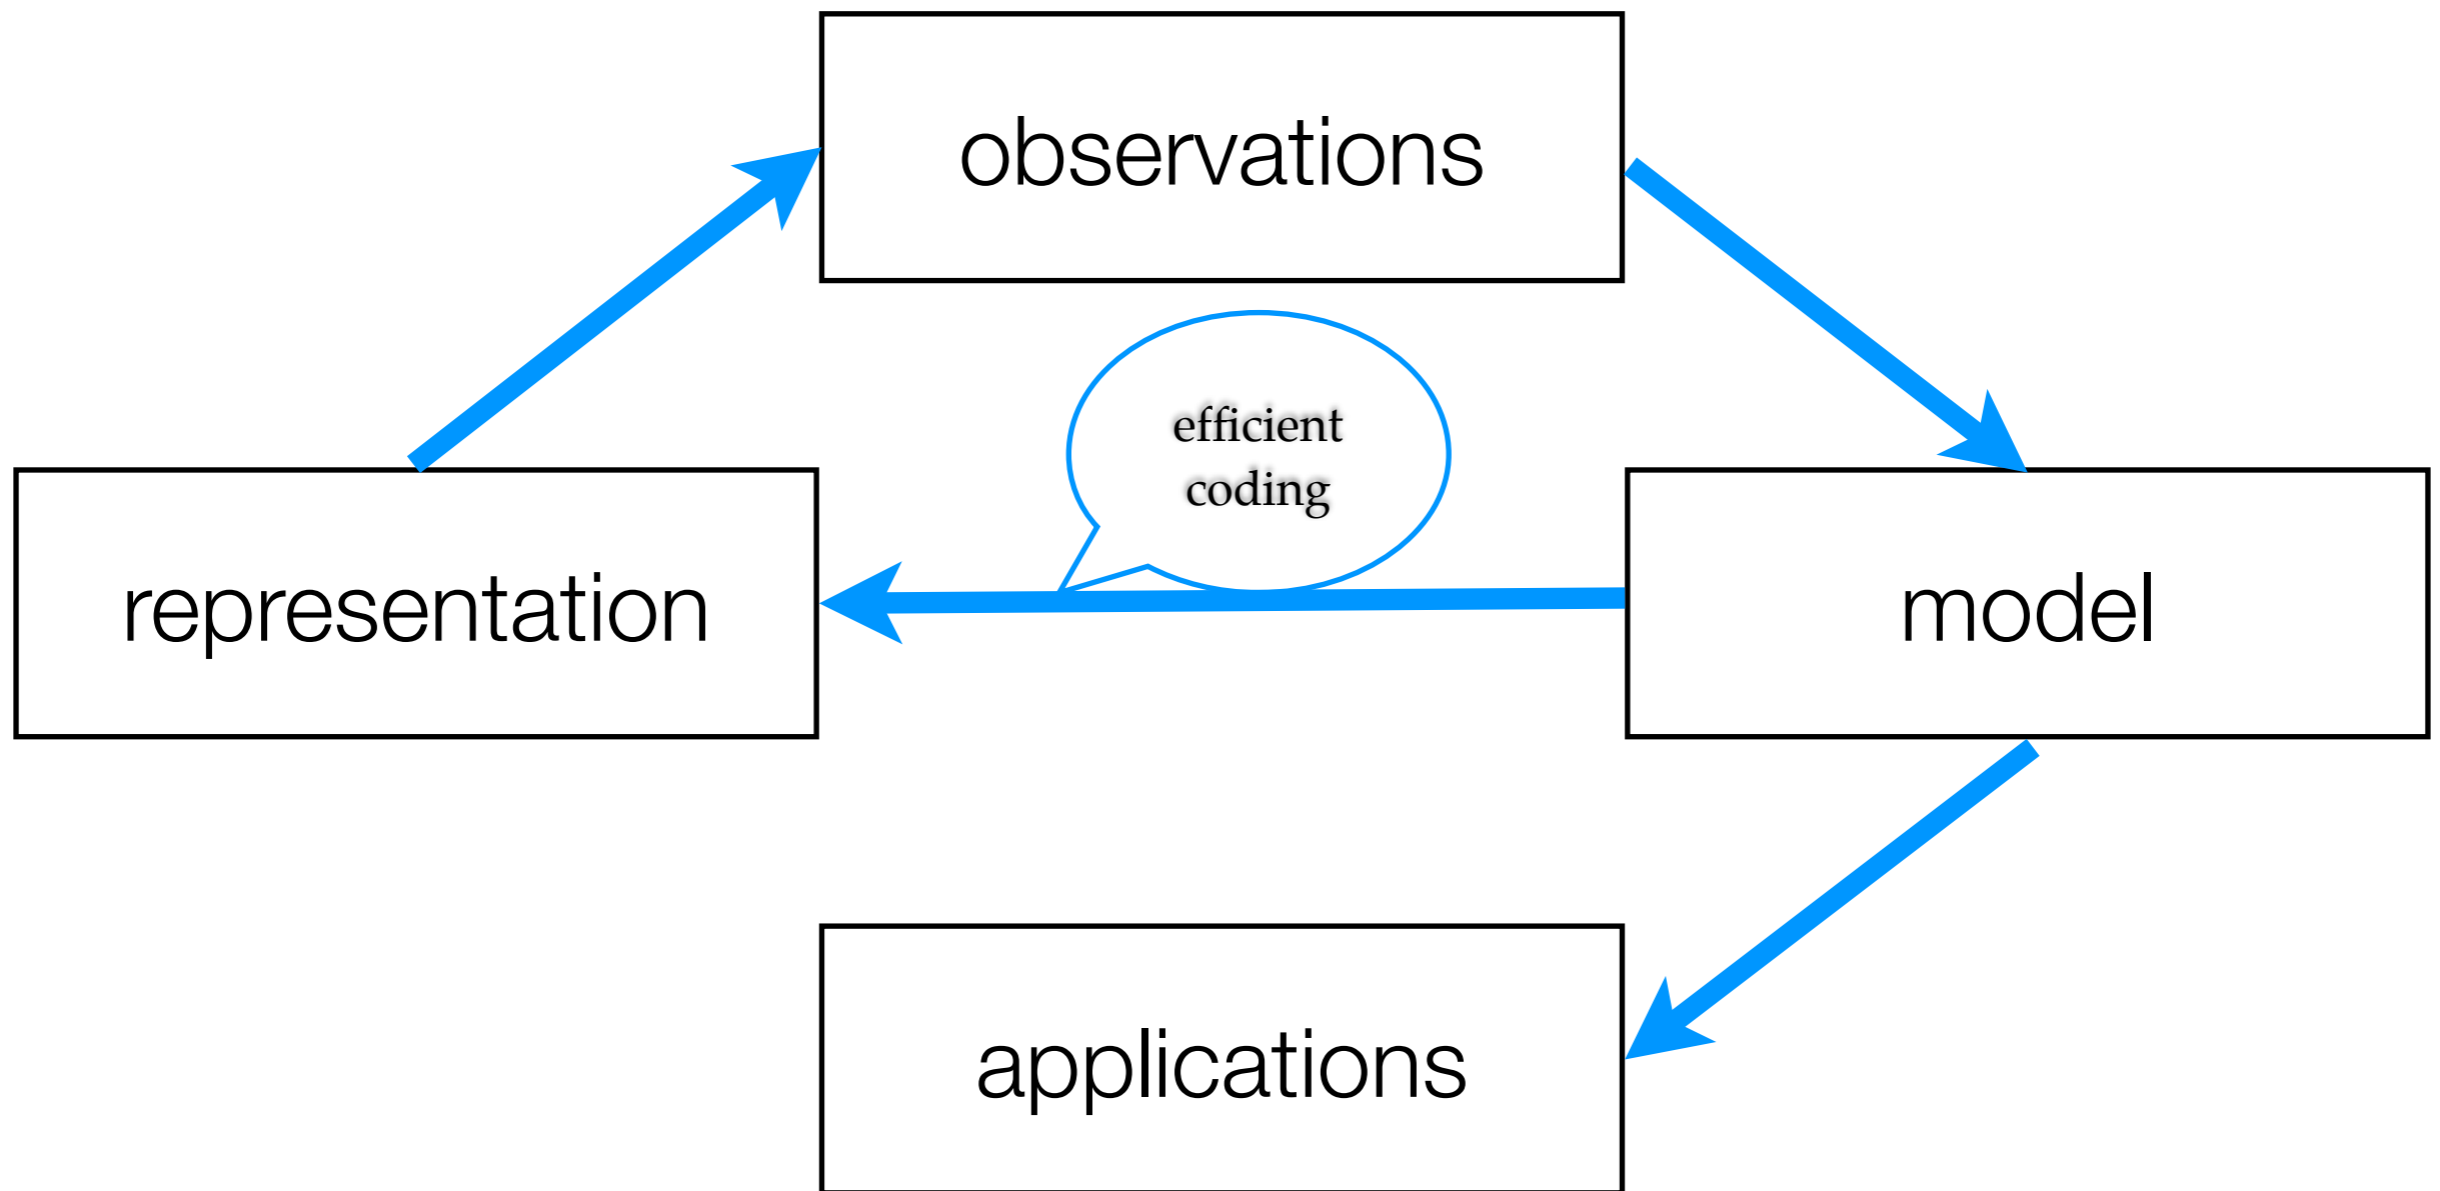 observations
efficient
coding
representation
model
applications